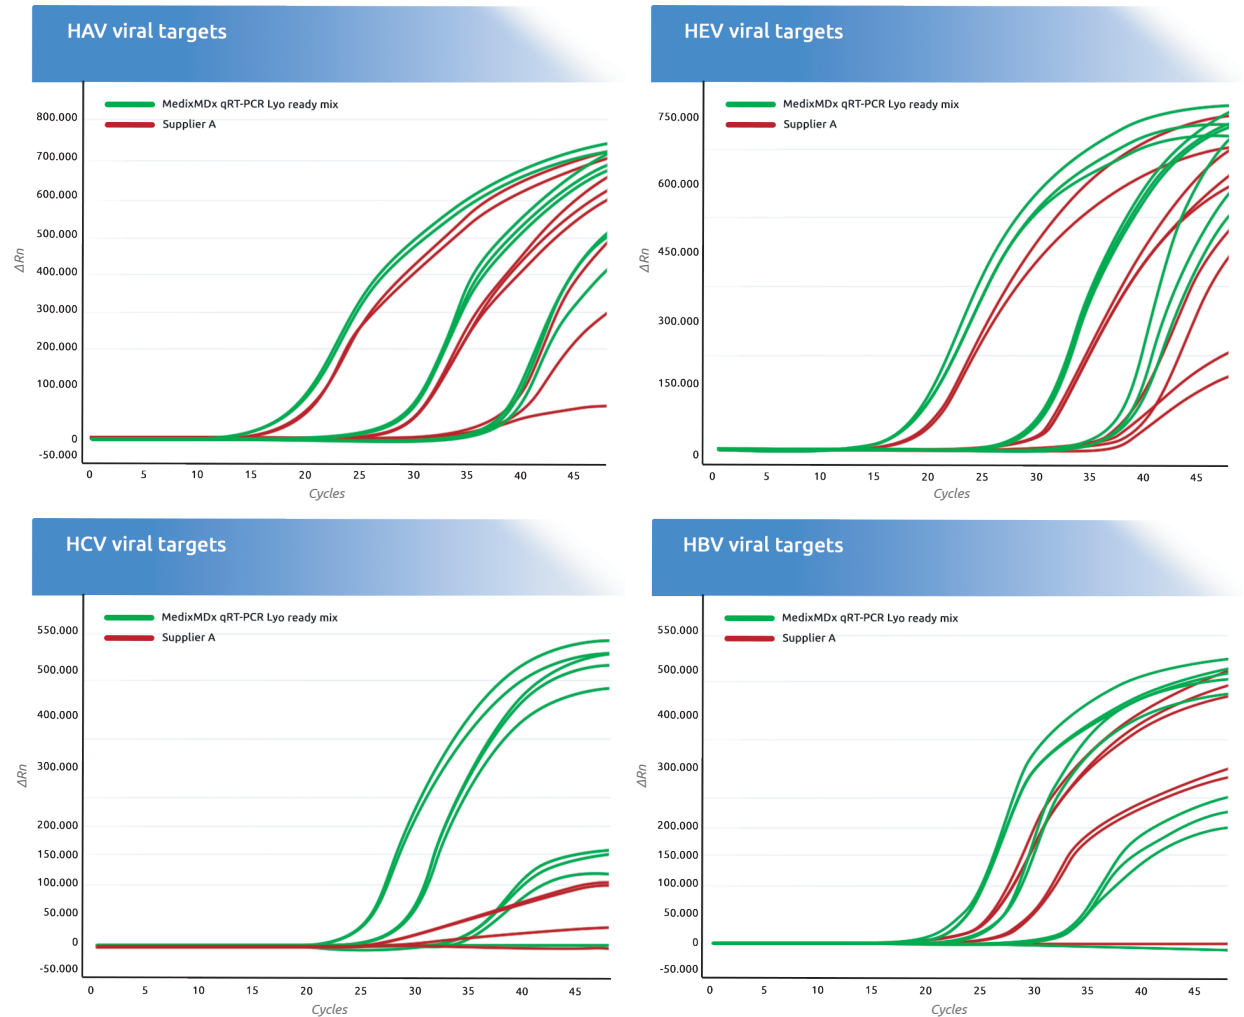 HAV viral targets
MedixMDx qRT-PCR Lyo ready mix
Supplier A
800.000
700.000
600.000
500.000
400.000
300.000
200.000
100.000
0
-50.000
ΔRn
0 5 10 15 20 25 30 35 40 45
Cycles
HEV viral targets
MedixMDx qRT-PCR Lyo ready mix
Supplier A
750.000
600.000
450.000
300.000
150.000
0
ΔRn
0 5 10 15 20 25 30 35 40 45
Cycles
HCV viral targets
MedixMDx qRT-PCR Lyo ready mix
Supplier A
550.000
500.000
400.000
300.000
200.000
150.000
100.000
50.000
0
-50.000
ΔRn
0 5 10 15 20 25 30 35 40 45
Cycles
HBV viral targets
MedixMDx qRT-PCR Lyo ready mix
Supplier A
550.000
500.000
400.000
300.000
200.000
150.000
100.000
50.000
0
-50.000
ΔRn
0 5 10 15 20 25 30 35 40 45
Cycles